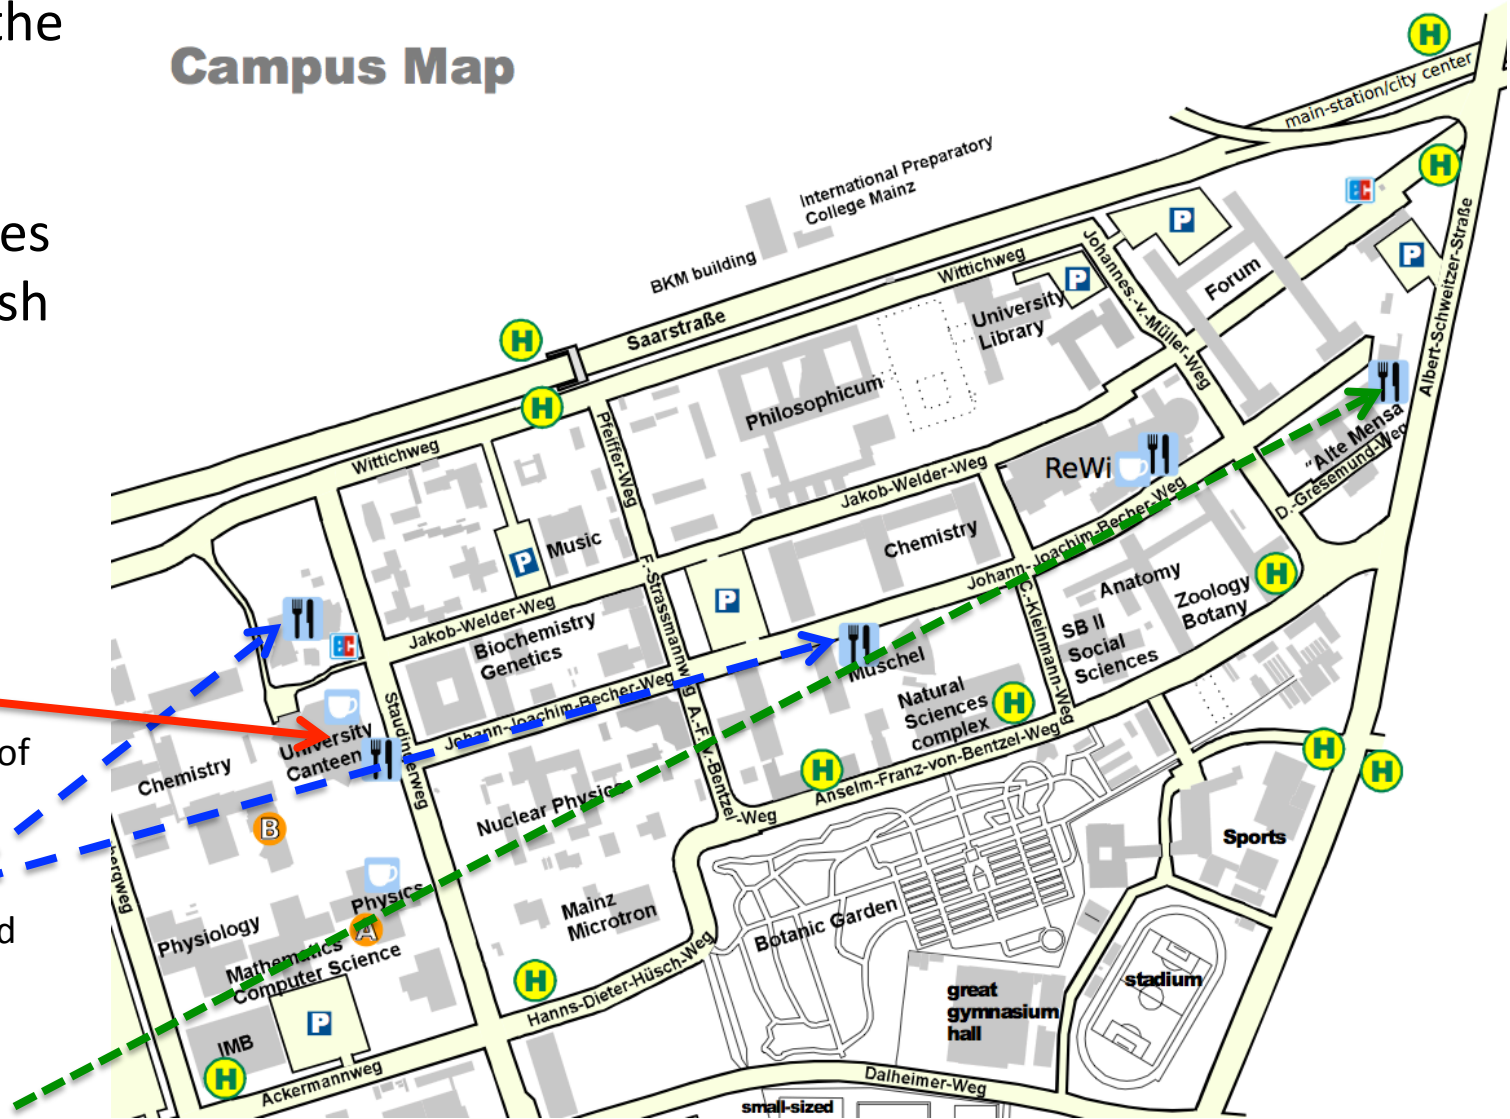 the
Campus Map
es
sh
of
d
H
main-station/city center
H
EC
International Preparatory
College Mainz
BKM building
P
P
Albert-Schweitzer-Straße
Johannes.-v.-Müller-Weg
Wittichweg
P
Forum
University
Library
Saarstraße
H
H
Philosophicum
Pfeiffer-Weg
Wittichweg
"Alte Mensa
D.-Gresemund-Weg
ReWi
Jakob-Welder-Weg
Johann-Joachim-Becher-Weg
Chemistry
Music
P
F.-Strassmannweg
P
Anatomy
Zoology
Botany
H
SB II
Social
Sciences
C.-Kleinmann-Weg
Jakob-Welder-Weg
Biochemistry
Genetics
EC
Muschel
Natural
Sciences
complex
H
Johann-Joachim-Becher-Weg
Staudingerweg
University
Canteen
Chemistry
A.-F.-v.-Bentzel-Weg
H
Anselm-Franz-von-Bentzel-Weg
H
H
Nuclear Physics
B
Sports
Physics
A
Mainz
Microtron
Botanic Garden
Physiology
Mathematics
Computer Science
H
Hanns-Dieter-Hüsch-Weg
great
gymnasium
hall
stadium
P
IMB
H
Ackermannweg
Dalheimer-Weg
small-sized
bergweg